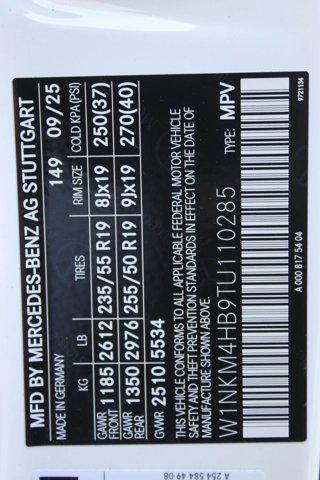 MFD BY MERCEDES-BENZ AG STUTTGART
MADE IN GERMANY 149 09/25
KG LB TIRES RIM SIZE COLD KPA(PSI)
GAWR FRONT 1185 2612 235/55 R19 8Jx19 250(37)
GAWR REAR 1350 2976 255/50 R19 9Jx19 270(40)
GVWR 2510 5534
THIS VEHICLE CONFORMS TO ALL APPLICABLE FEDERAL MOTOR VEHICLE
SAFETY AND THEFT PREVENTION STANDARDS IN EFFECT ON THE DATE OF
MANUFACTURE SHOWN ABOVE. TYPE: MPV
W1NKM4HB9TU110285
A 000 817 54 04
9721134
A 254 584 49 08